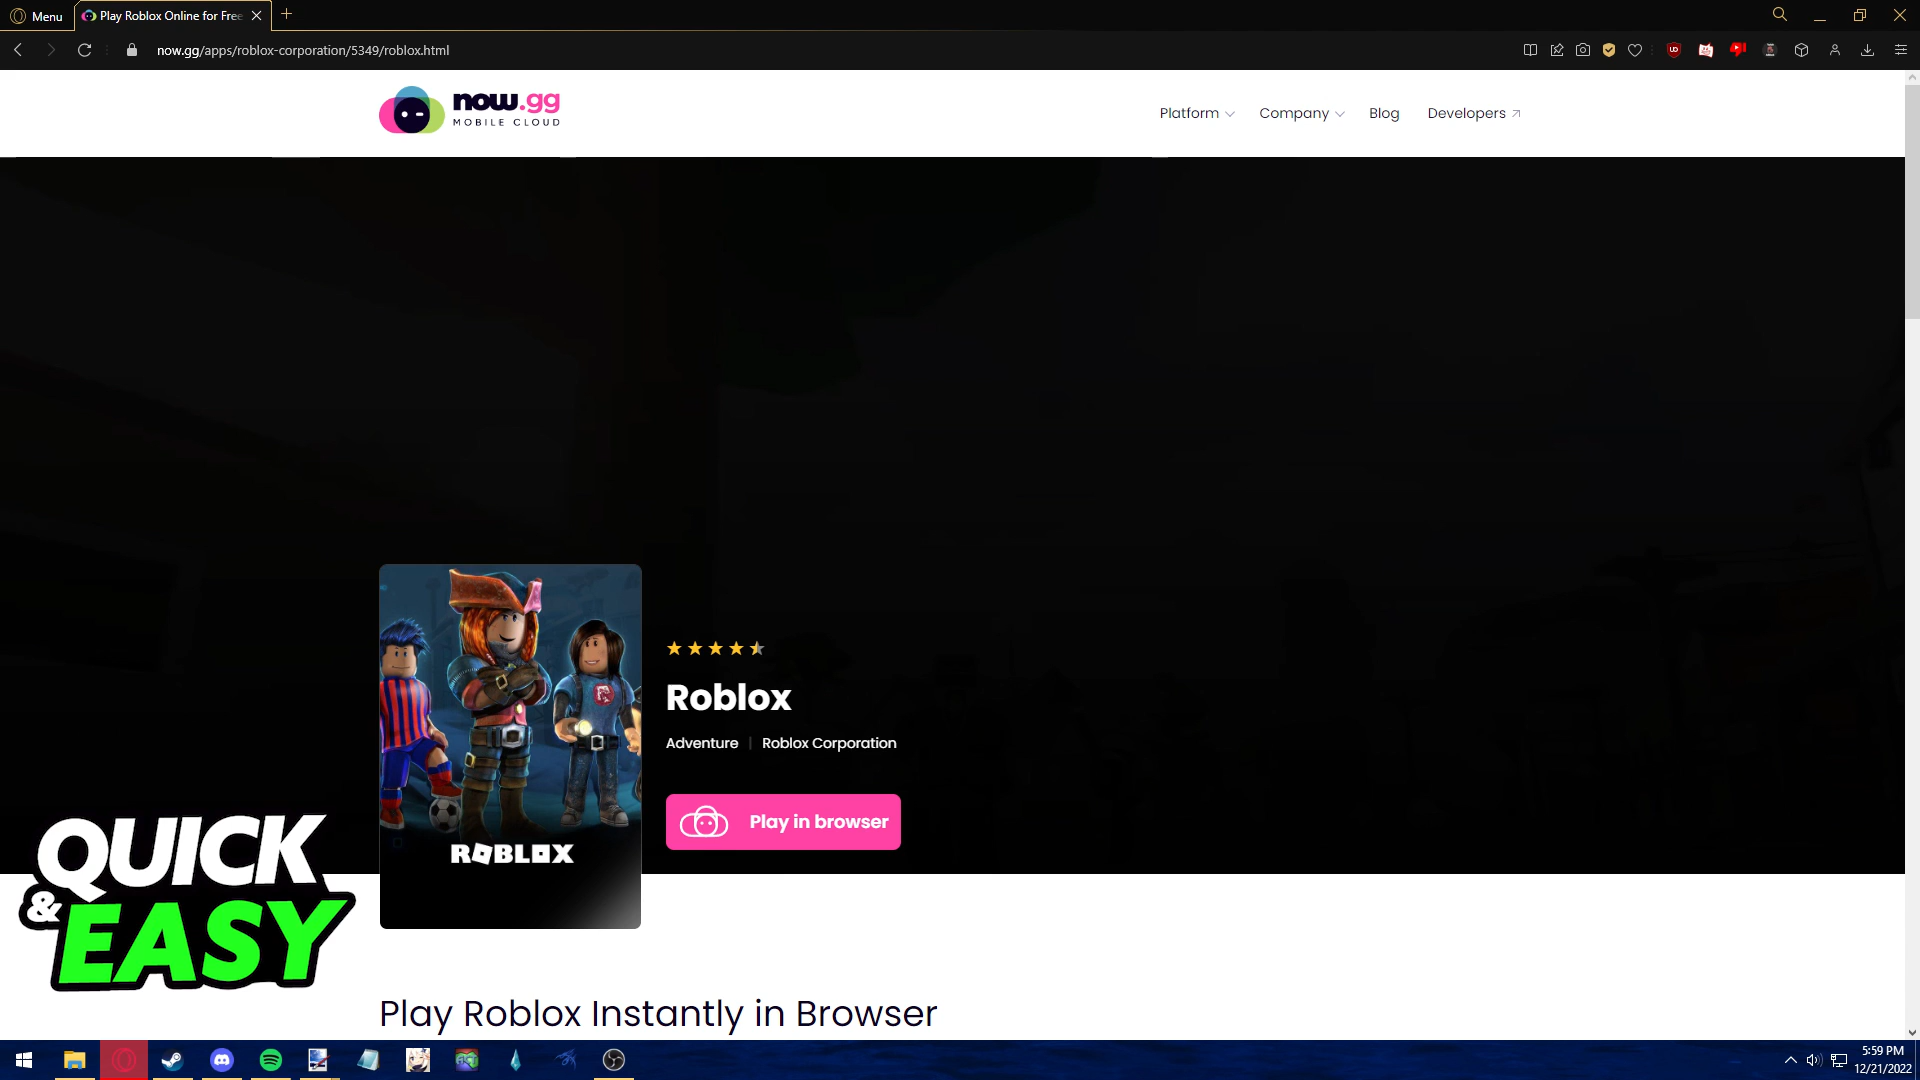 Menu
Play Roblox Online for Free
now.gg/apps/roblox-corporation/5349/roblox.html
now.gg
MOBILE CLOUD
Platform
Company
Blog
Developers
Roblox
Adventure | Roblox Corporation
Play in browser
ROBLOX
QUICK
& EASY
Play Roblox Instantly in Browser
5:59 PM
12/21/2022